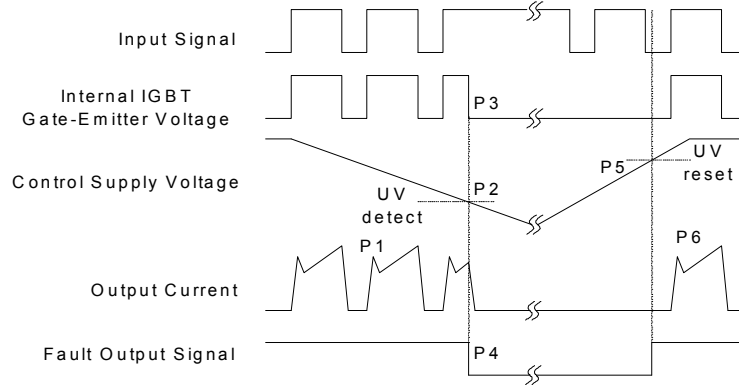 Input Signal
Internal IGBT
Gate-Emitter Voltage
P3
Control Supply Voltage
UV
detect
P2
P5
UV
reset
P1
P6
Output Current
Fault Output Signal
P4